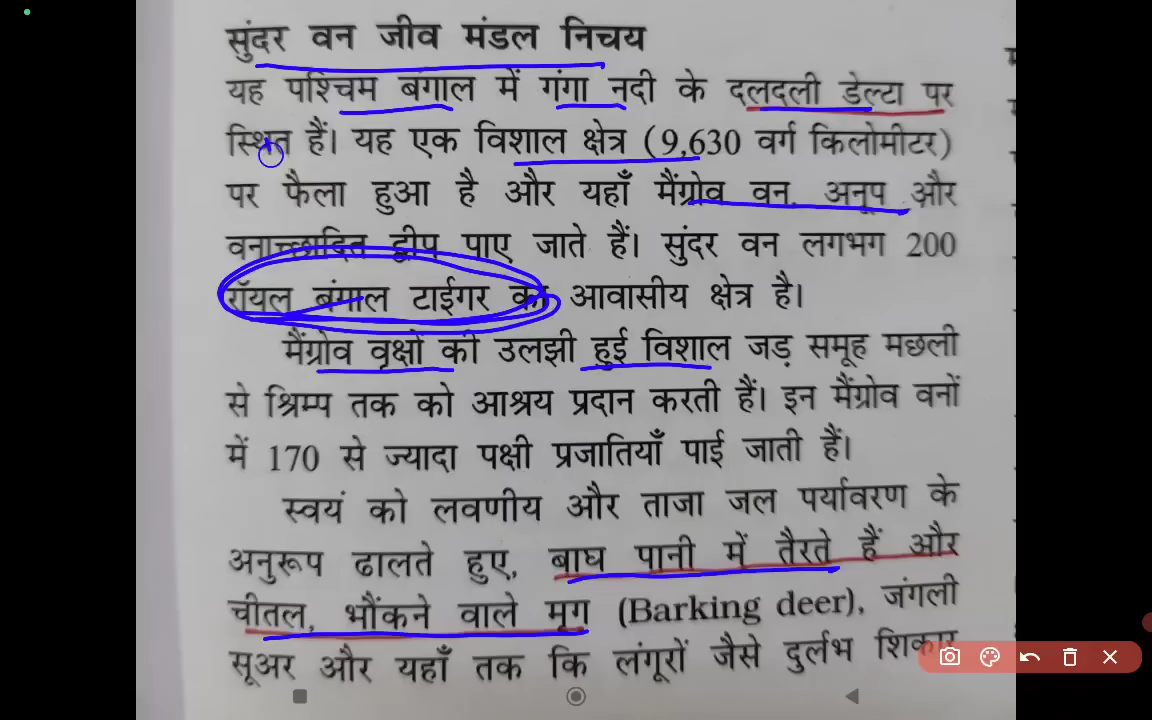 सुंदर वन जीव मंडल निचय
यह पश्चिम बंगाल में गंगा नदी के दलदली डेल्टा पर
स्थित हैं। यह एक विशाल क्षेत्र (9,630 वर्ग किलोमीटर)
पर फैला हुआ है और यहाँ मैंग्रोव वन, अनूप और
वनाच्छादित द्वीप पाए जाते हैं। सुंदर वन लगभग 200
रॉयल बंगाल टाईगर का आवासीय क्षेत्र है।
मैंग्रोव वृक्षों की उलझी हुई विशाल जड़ समूह मछली
से श्रिम्प तक को आश्रय प्रदान करती हैं। इन मैंग्रोव वनों
में 170 से ज्यादा पक्षी प्रजातियाँ पाई जाती हैं।
स्वयं को लवणीय और ताजा जल पर्यावरण के
अनुरूप ढालते हुए, बाघ पानी में तैरते हैं और
चीतल, भौंकने वाले मृग (Barking deer), जंगली
सूअर और यहाँ तक कि लंगूरों जैसे दुर्लभ शिकार